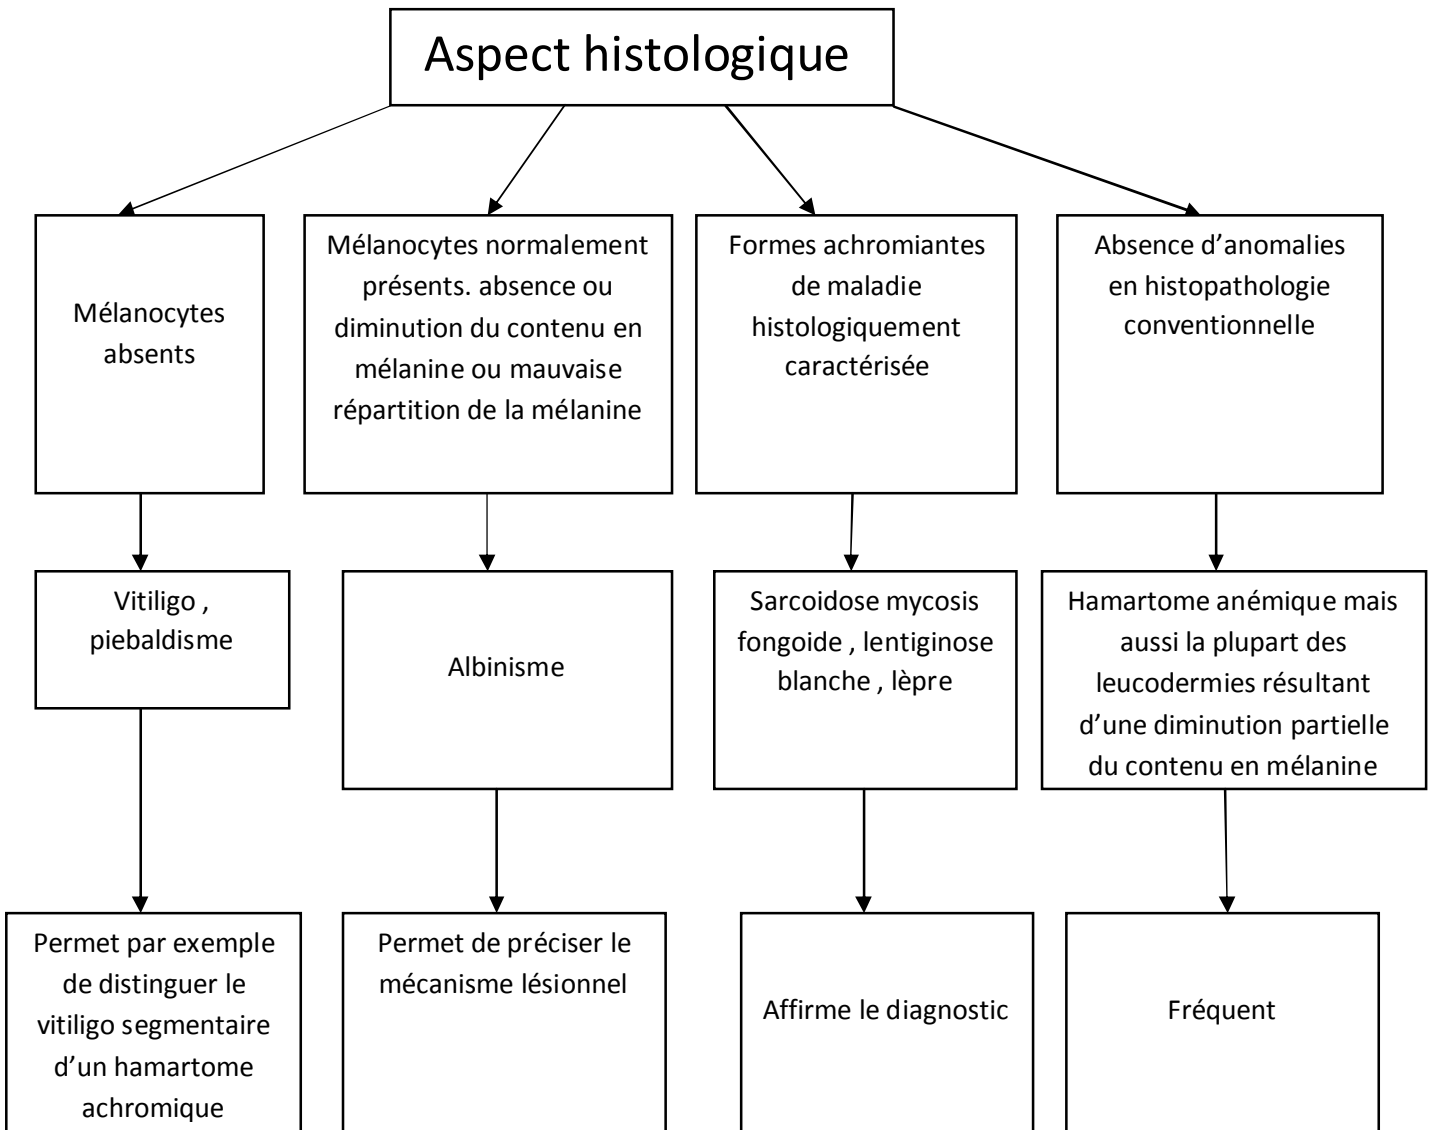 Aspect histologique
Mélanocytes
absents
Mélanocytes normalement
présents. absence ou
diminution du contenu en
mélanine ou mauvaise
répartition de la mélanine
Formes achromiantes
de maladie
histologiquement
caractérisée
Absence d’anomalies
en histopathologie
conventionnelle
Vitiligo ,
piebaldisme
Albinisme
Sarcoidose mycosis
fongoide , lentiginose
blanche , lèpre
Hamartome anémique mais
aussi la plupart des
leucodermies résultant
d’une diminution partielle
du contenu en mélanine
Permet par exemple
de distinguer le
vitiligo segmentaire
d’un hamartome
achromique
Permet de préciser le
mécanisme lésionnel
Affirme le diagnostic
Fréquent